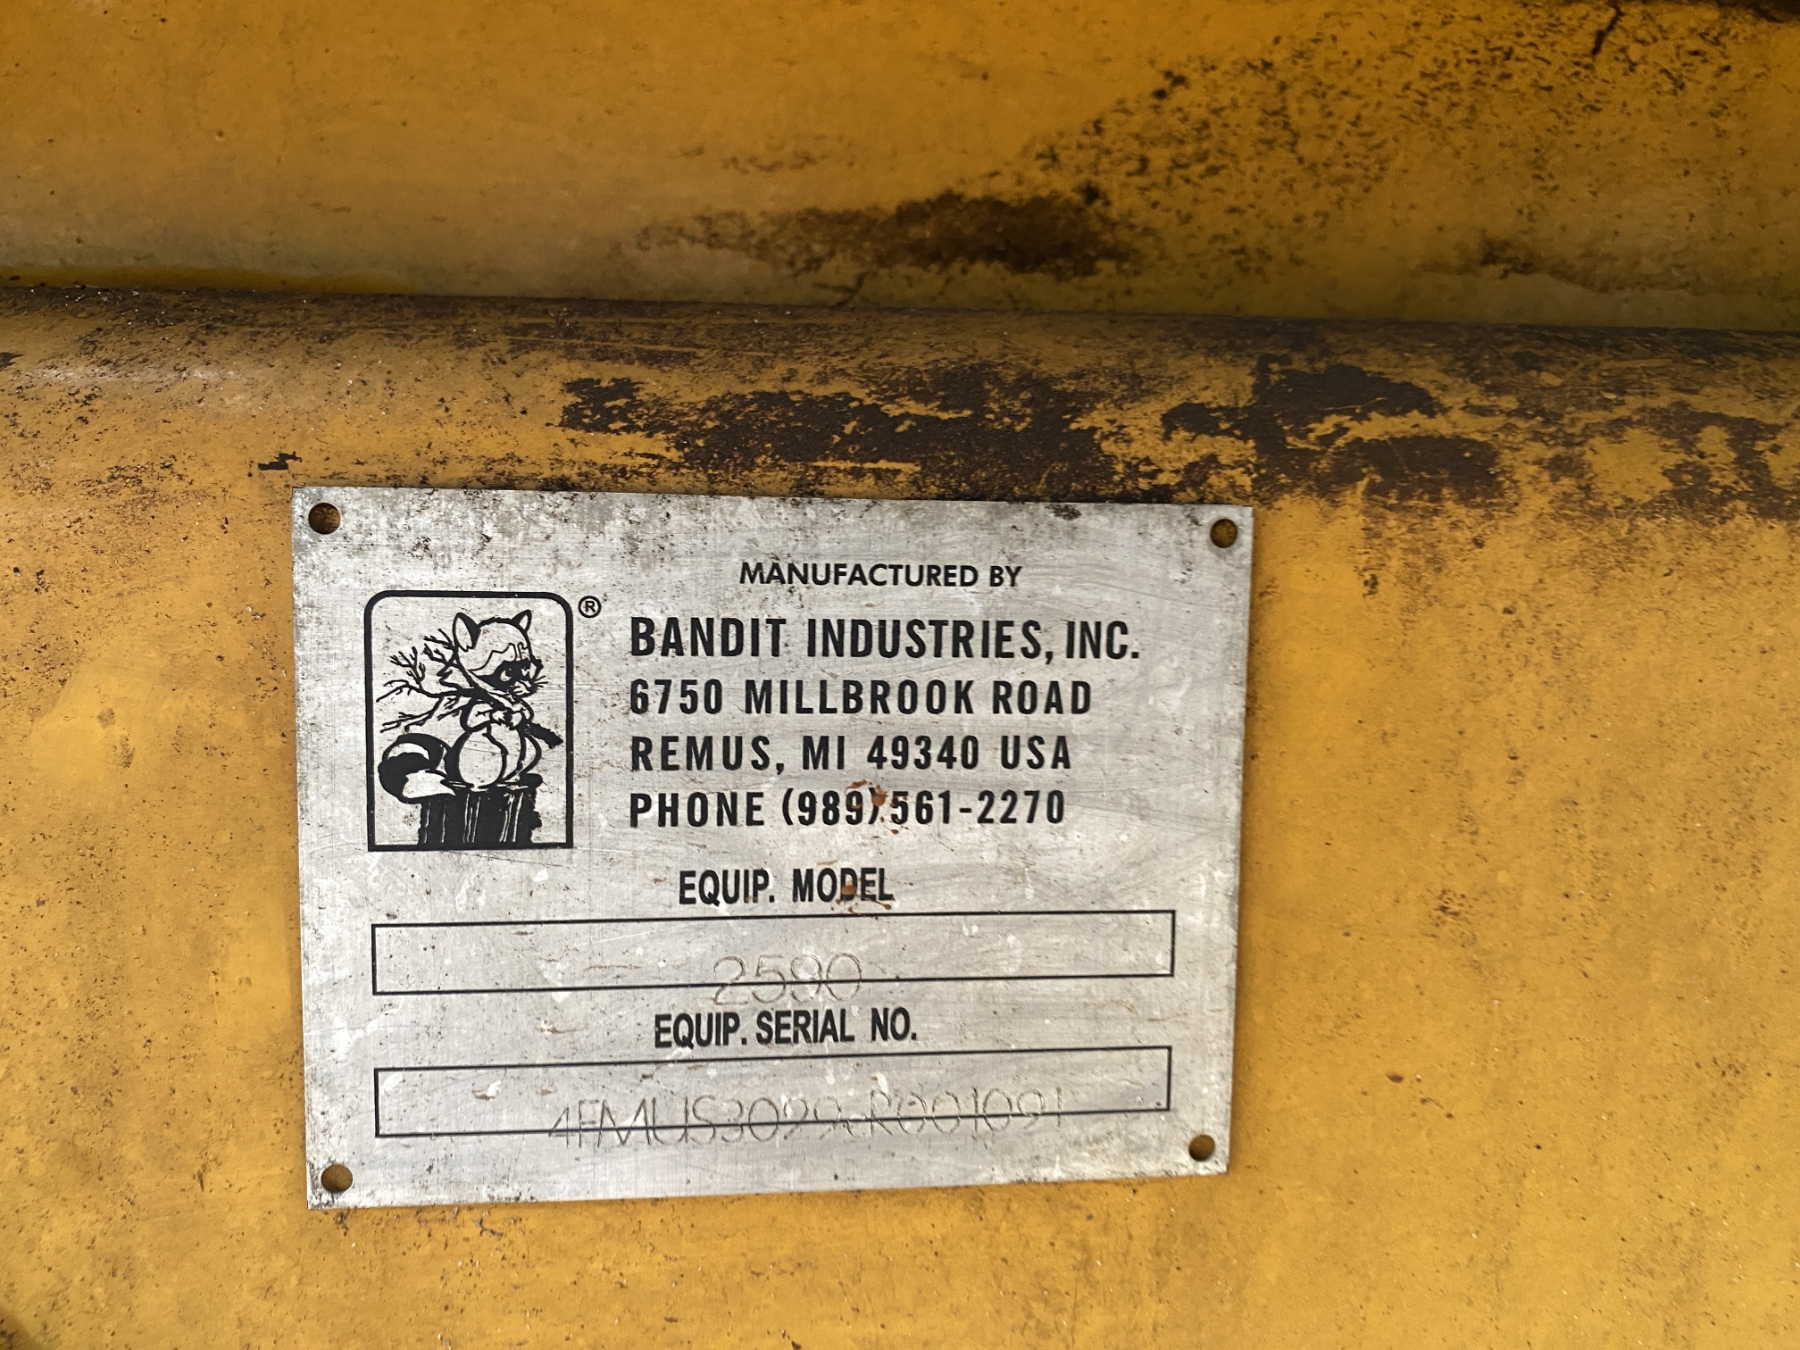 MANUFACTURED BY
®
BANDIT INDUSTRIES, INC.
6750 MILLBROOK ROAD
REMUS, MI 49340 USA
PHONE (989) 561-2270
EQUIP. MODEL
2590
EQUIP. SERIAL NO.